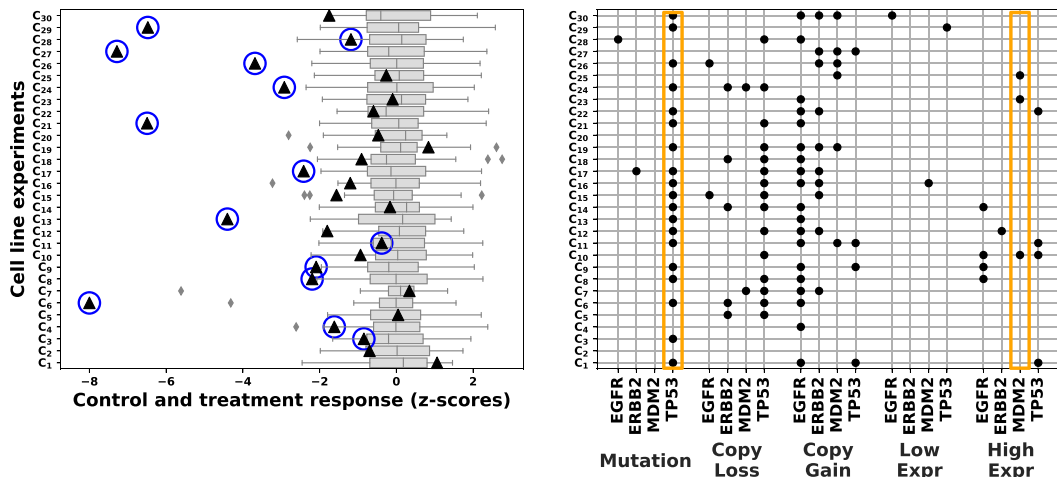 Cell line experiments
C30
C29
C28
C27
C26
C25
C24
C23
C22
C21
C20
C19
C18
C17
C16
C15
C14
C13
C12
C11
C10
C9
C8
C7
C6
C5
C4
C3
C2
C1
−8 −6 −4 −2 0 2
Control and treatment response (z-scores)
C30
C29
C28
C27
C26
C25
C24
C23
C22
C21
C20
C19
C18
C17
C16
C15
C14
C13
C12
C11
C10
C9
C8
C7
C6
C5
C4
C3
C2
C1
EGFR ERBB2 MDM2 TP53 EGFR ERBB2 MDM2 TP53 EGFR ERBB2 MDM2 TP53 EGFR ERBB2 MDM2 TP53 EGFR ERBB2 MDM2 TP53
Mutation
Copy Loss
Copy Gain
Low Expr
High Expr